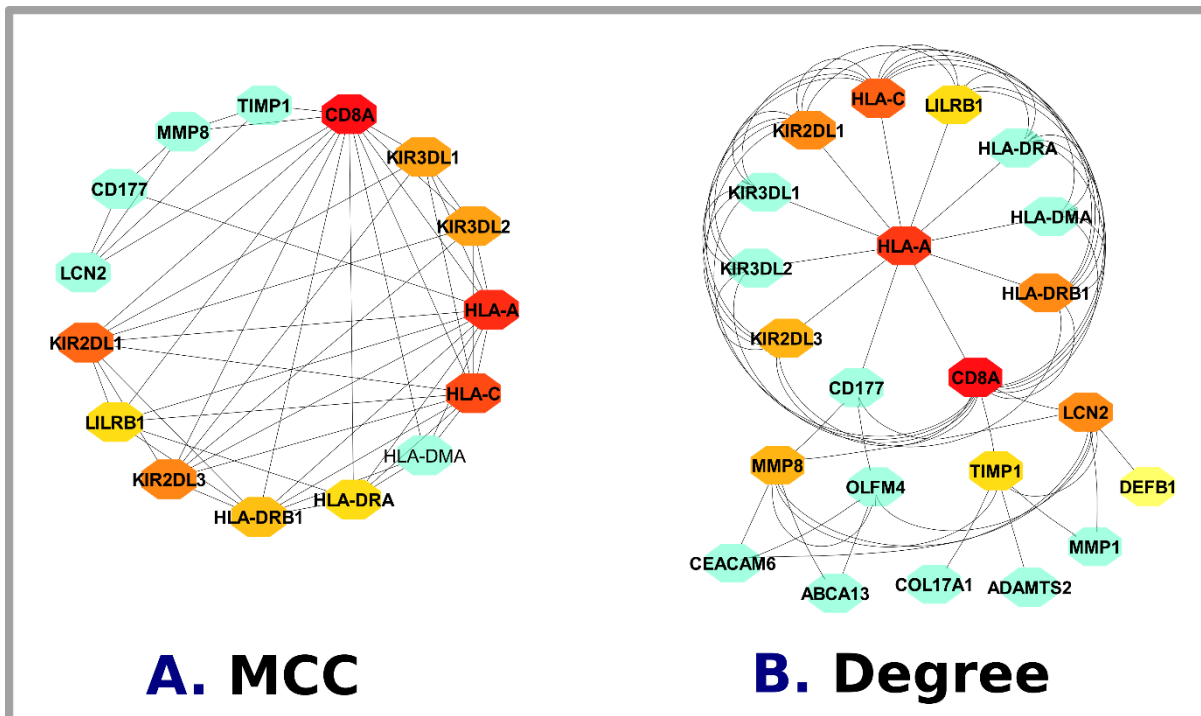 TIMP1
CD8A
MMP8
KIR3DL1
CD177
KIR3DL2
LCN2
HLA-A
KIR2DL1
HLA-C
LILRB1
HLA-DMA
KIR2DL3
HLA-DRA
HLA-DRB1
A. MCC
HLA-C
LILRB1
KIR2DL1
HLA-DRA
KIR3DL1
HLA-DMA
HLA-A
KIR3DL2
HLA-DRB1
KIR2DL3
CD177
CD8A
LCN2
MMP8
TIMP1
OLFM4
DEFB1
MMP1
CEACAM6
ABCA13
COL17A1
ADAMTS2
B. Degree